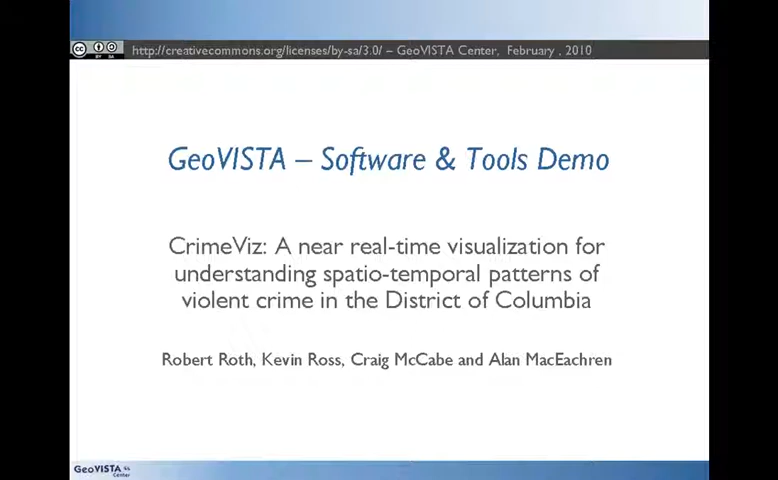 http://creativecommons.org/licenses/by-sa/3.0/ – GeoVISTA Center, February , 2010
GeoVISTA – Software & Tools Demo
CrimeViz: A near real-time visualization for
understanding spatio-temporal patterns of
violent crime in the District of Columbia
Robert Roth, Kevin Ross, Craig McCabe and Alan MacEachren
GeoVISTA
Center